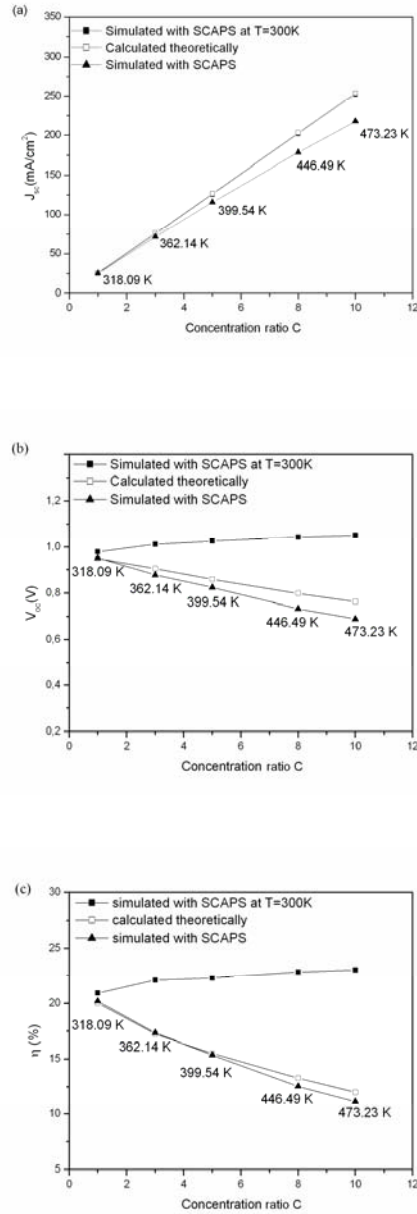 (a)
Simulated with SCAPS at T=300K
Calculated theoretically
Simulated with SCAPS
350
300
250
200
150
100
50
0
J_sc(mA/cm²)
318.09 K
362.14 K
399.54 K
446.49 K
473.23 K
0 2 4 6 8 10 12
Concentration ratio C
(b)
Simulated with SCAPS at T=300K
Calculated theoretically
Simulated with SCAPS
1,2
1,0
0,8
0,6
0,4
0,2
V_oc(V)
318.09 K
362.14 K
399.54 K
446.49 K
473.23 K
0 2 4 6 8 10 12
Concentration ratio C
(c)
simulated with SCAPS at T=300K
calculated theoretically
simulated with SCAPS
30
25
20
15
10
5
η (%)
318.09 K
362.14 K
399.54 K
446.49 K
473.23 K
0 2 4 6 8 10 12
Concentration ratio C